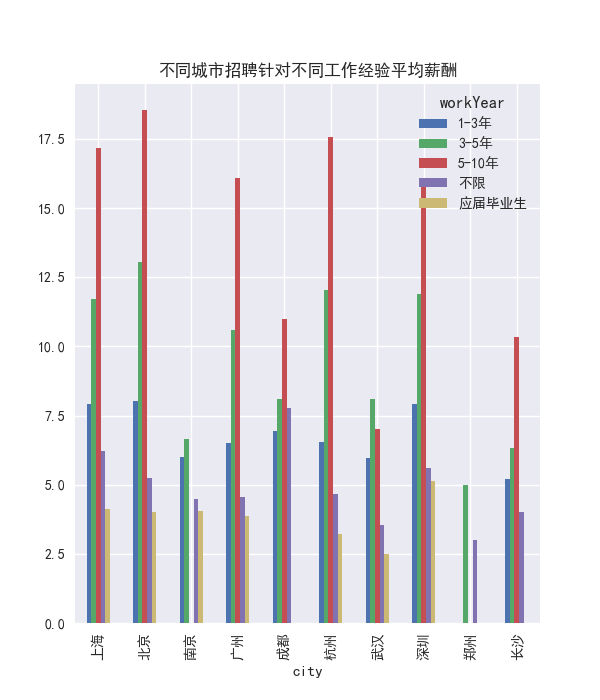 不同城市招聘针对不同工作经验平均薪酬
workYear
1-3年
3-5年
5-10年
不限
应届毕业生
17.5
15.0
12.5
10.0
7.5
5.0
2.5
0.0
上海
北京
南京
广州
成都
杭州
武汉
深圳
郑州
长沙
city